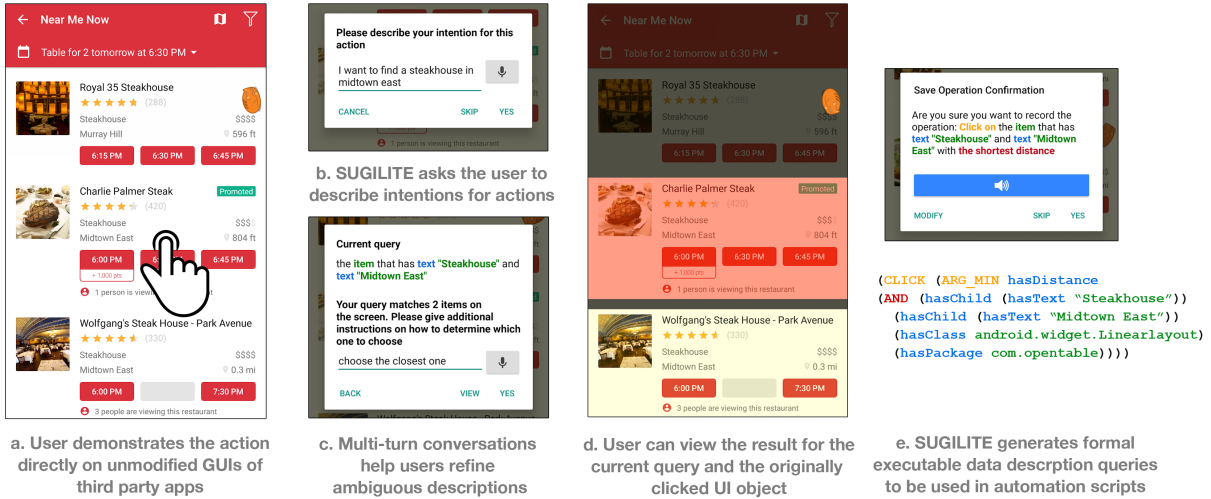 Near Me Now
Table for 2 tomorrow at 6:30 PM
Royal 35 Steakhouse
(288)
Steakhouse $$$$
Murray Hill 596 ft
6:15 PM 6:30 PM 6:45 PM
Charlie Palmer Steak Promoted
(420)
Steakhouse $$$$
Midtown East 804 ft
6:00 PM 6:45 PM
+ 1,000 pts
1 person is
Wolfgang's Steak House - Park Avenue
(330)
Steakhouse $$$$
Midtown East 0.3 mi
6:00 PM 7:30 PM
3 people are viewing this restaurant
a. User demonstrates the action
directly on unmodified GUIs of
third party apps
Please describe your intention for this
action
I want to find a steakhouse in
midtown east
CANCEL SKIP YES
1 person is viewing this restaurant
b. SUGILITE asks the user to
describe intentions for actions
Current query
the item that has text "Steakhouse" and
text "Midtown East"
Your query matches 2 items on
the screen. Please give additional
instructions on how to determine which
one to choose
choose the closest one
BACK VIEW YES
c. Multi-turn conversations
help users refine
ambiguous descriptions
Near Me Now
Table for 2 tomorrow at 6:30 PM
Royal 35 Steakhouse
(288)
Steakhouse $$$$
Murray Hill 596 ft
6:15 PM 6:30 PM 6:45 PM
Charlie Palmer Steak Promoted
(420)
Steakhouse $$$$
Midtown East 804 ft
6:00 PM 6:30 PM 6:45 PM
+ 1,000 pts
1 person is viewing this restaurant
Wolfgang's Steak House - Park Avenue
(330)
Steakhouse $$$$
Midtown East 0.3 mi
6:00 PM 7:30 PM
3 people are viewing this restaurant
d. User can view the result for the
current query and the originally
clicked UI object
Save Operation Confirmation
Are you sure you want to record the
operation: Click on the item that has
text "Steakhouse" and text "Midtown
East" with the shortest distance
MODIFY SKIP YES
(CLICK (ARG_MIN hasDistance
(AND (hasChild (hasText “Steakhouse”))
(hasChild (hasText “Midtown East”))
(hasClass android.widget.Linearlayout)
(hasPackage com.opentable))))
e. SUGILITE generates formal
executable data descrption queries
to be used in automation scripts